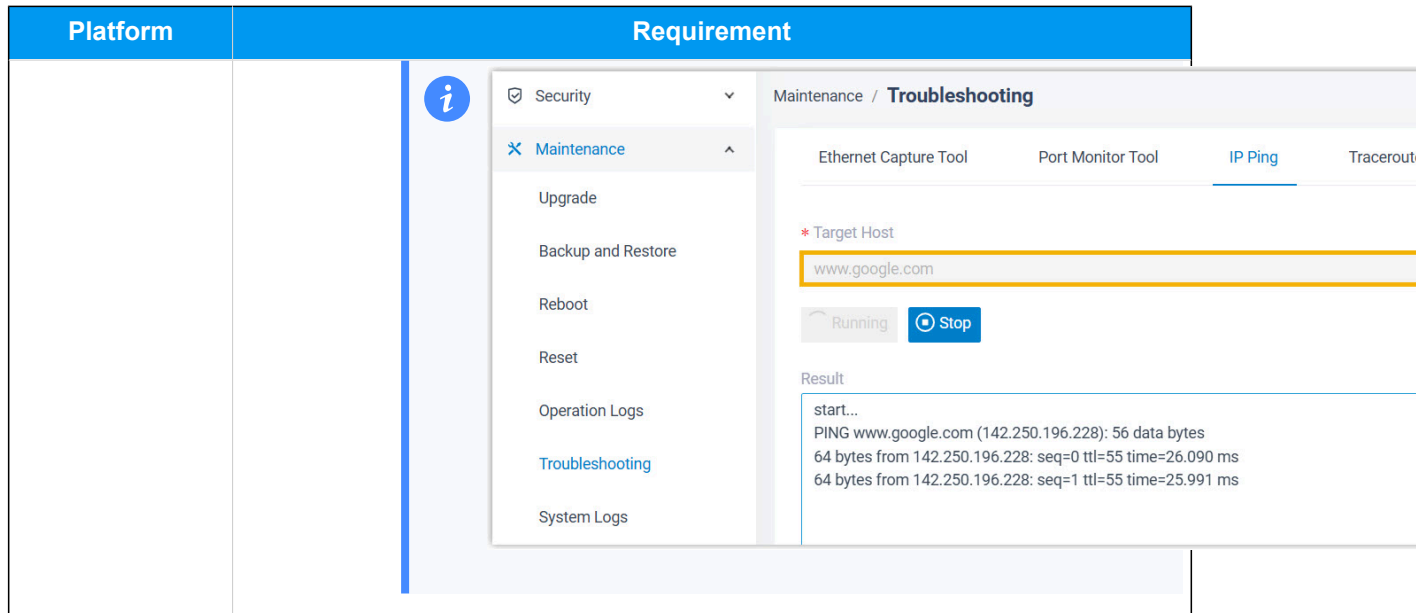 Platform
Requirement
Security
Maintenance
Upgrade
Backup and Restore
Reboot
Reset
Operation Logs
Troubleshooting
System Logs
Maintenance / Troubleshooting
Ethernet Capture Tool Port Monitor Tool IP Ping Traceroute
* Target Host
www.google.com
Running Stop
Result
start...
PING www.google.com (142.250.196.228): 56 data bytes
64 bytes from 142.250.196.228: seq=0 ttl=55 time=26.090 ms
64 bytes from 142.250.196.228: seq=1 ttl=55 time=25.991 ms